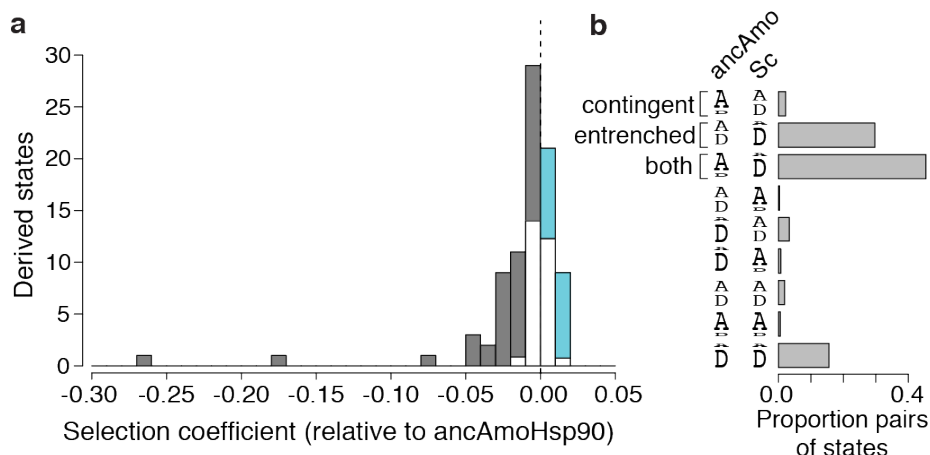 a
b
30
25
20
15
10
5
0
Derived states
-0.30 -0.25 -0.20 -0.15 -0.10 -0.05 0.00 0.05
Selection coefficient (relative to ancAmoHsp90)
ancAmo Sc
contingent A D A D
entrenched A D A D
both A D A D
A D A D
A D A D
A D A D
A D A D
A D A D
A D A D
0.0 0.4
Proportion pairs
of states